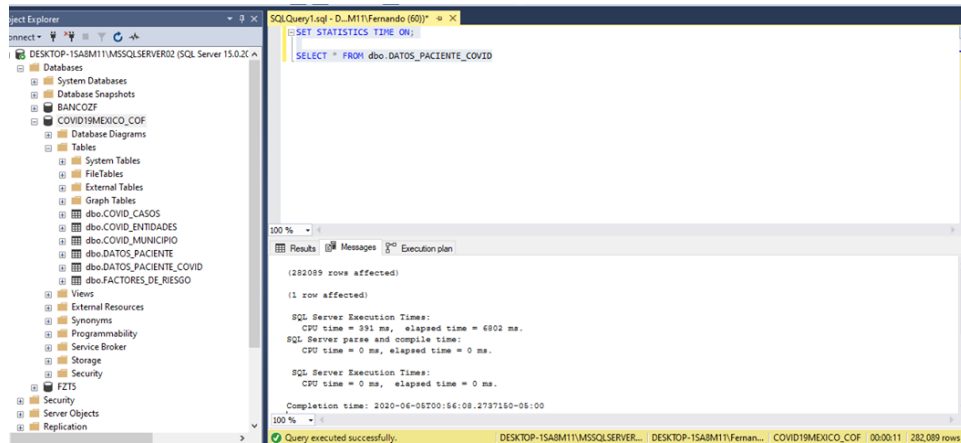 ject Explorer
onnect
DESKTOP-1SA8M11\MSSQLSERVER02 (SQL Server 15.0.20
Databases
System Databases
Database Snapshots
BANCOZF
COVID19MEXICO_COF
Database Diagrams
Tables
System Tables
FileTables
External Tables
Graph Tables
dbo.COVID_CASOS
dbo.COVID_ENTIDADES
dbo.COVID_MUNICIPIO
dbo.DATOS_PACIENTE
dbo.DATOS_PACIENTE_COVID
dbo.FACTORES_DE_RIESGO
Views
External Resources
Synonyms
Programmability
Service Broker
Storage
Security
FZT5
Security
Server Objects
Replication
SQLQuery1.sql - D...M11\Fernando (60))*
SET STATISTICS TIME ON;
SELECT * FROM dbo.DATOS_PACIENTE_COVID
100 %
Results Messages Execution plan
(282089 rows affected)
(1 row affected)
SQL Server Execution Times:
CPU time = 391 ms, elapsed time = 6802 ms.
SQL Server parse and compile time:
CPU time = 0 ms, elapsed time = 0 ms.
SQL Server Execution Times:
CPU time = 0 ms, elapsed time = 0 ms.
Completion time: 2020-06-05T00:56:08.2737150-05:00
100 %
Query executed successfully. DESKTOP-1SA8M11\MSSQLSERVER... DESKTOP-1SA8M11\Fernan... COVID19MEXICO_COF 00:00:11 282,089 rows